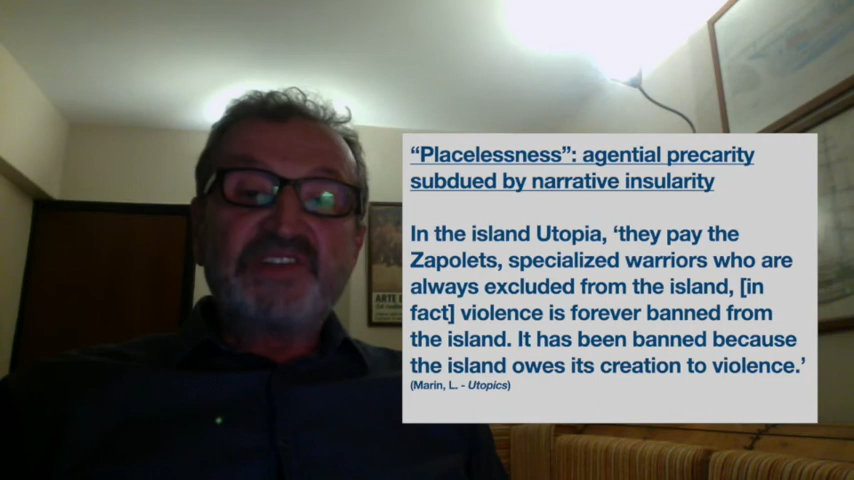 “Placelessness”: agential precarity
subdued by narrative insularity
In the island Utopia, ‘they pay the
Zapolets, specialized warriors who are
always excluded from the island, [in
fact] violence is forever banned from
the island. It has been banned because
the island owes its creation to violence.’
(Marin, L. - Utopics)
ARTE